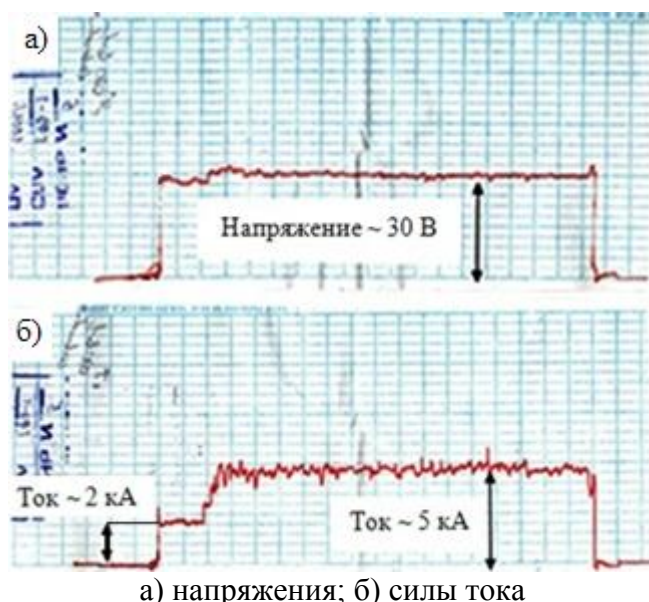 а)
Напряжение ~ 30 В
б)
Ток ~ 2 кА
Ток ~ 5 кА
а) напряжения; б) силы тока